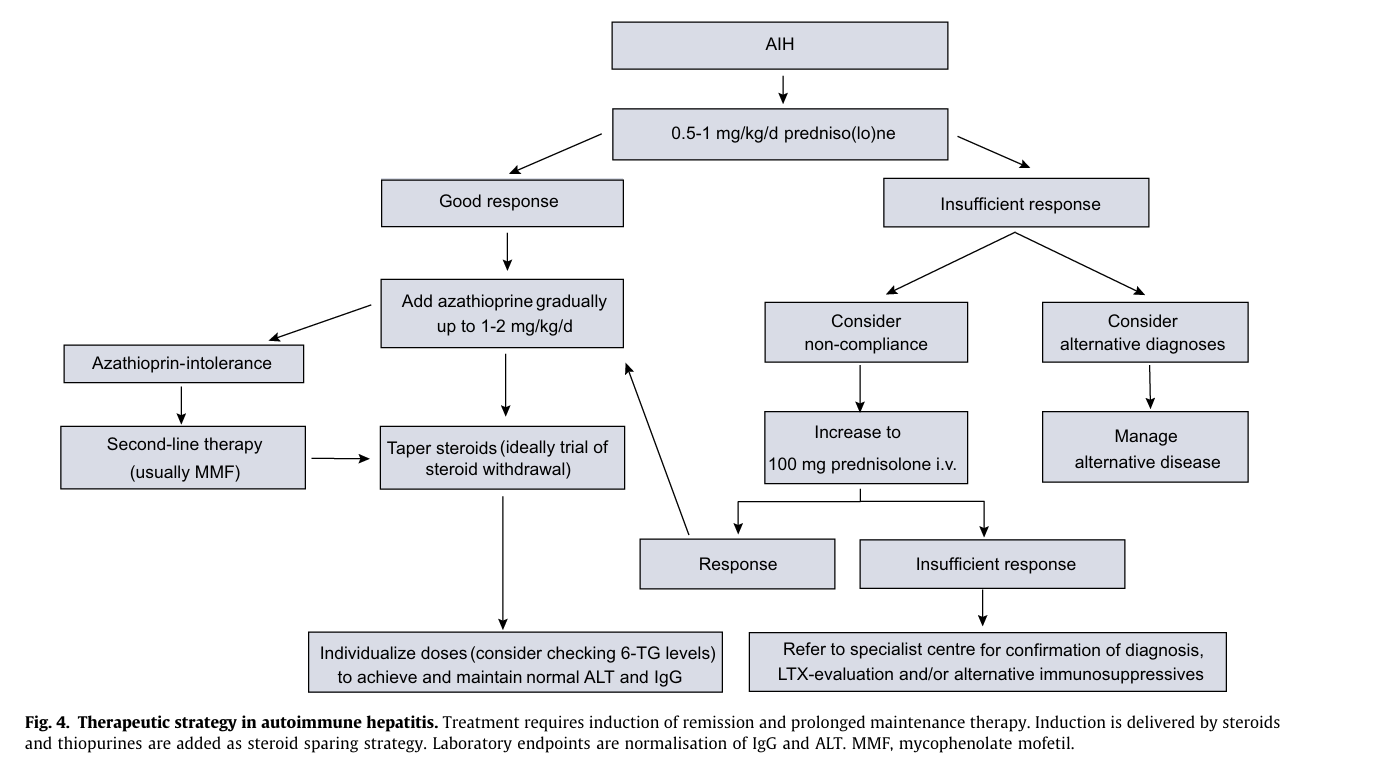 AIH
0.5-1 mg/kg/d predniso(lo)ne
Good response
Insufficient response
Add azathioprine gradually
up to 1-2 mg/kg/d
Consider
non-compliance
Consider
alternative diagnoses
Azathioprin-intolerance
Second-line therapy
(usually MMF)
Taper steroids (ideally trial of
steroid withdrawal)
Increase to
100 mg prednisolone i.v.
Manage
alternative disease
Response
Insufficient response
Individualize doses (consider checking 6-TG levels)
to achieve and maintain normal ALT and IgG
Refer to specialist centre for confirmation of diagnosis,
LTX-evaluation and/or alternative immunosuppressives
Fig. 4. Therapeutic strategy in autoimmune hepatitis. Treatment requires induction of remission and prolonged maintenance therapy. Induction is delivered by steroids
and thiopurines are added as steroid sparing strategy. Laboratory endpoints are normalisation of IgG and ALT. MMF, mycophenolate mofetil.